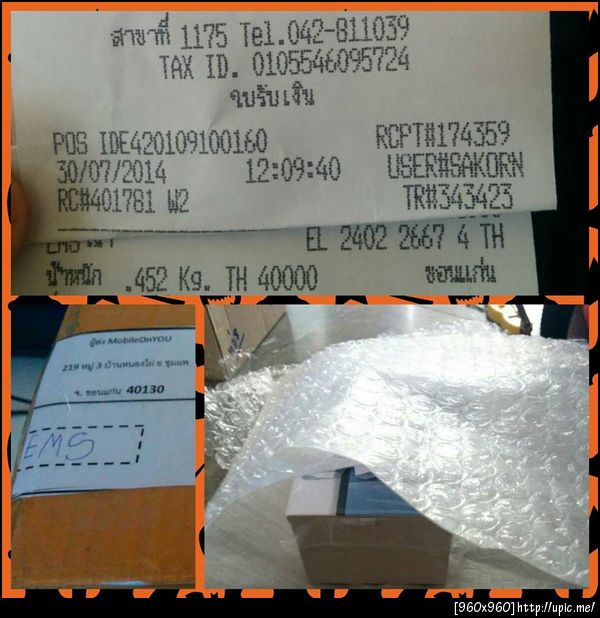 สาขาที่ 1175 Tel.042-811039
TAX ID. 0105546095724
ใบรับเงิน
POS IDE420109100160 RCPT#174359
30/07/2014 12:09:40 USER#SAKORN
RC#401781 W2 TR#343423
EL 2402 2667 4 TH
น้ำหนัก .452 Kg. TH 40000 ขอนแก่น
ผู้ส่ง MobileOnYOU
219 หมู่ 3 บ้านหนองไผ่ ต ชุมแพ
จ. ขอนแก่น 40130
EMS
[960x960]http://upic.me/